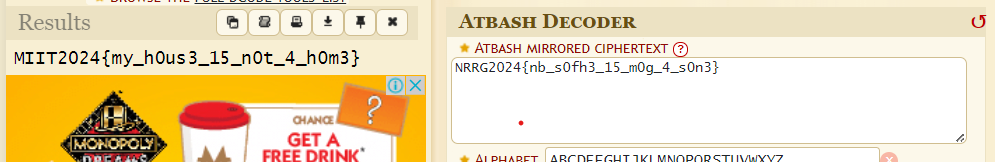 BROWSE THE FULL DCODE TOOLS' LIST
Results
MIIT2024{my_h0us3_15_n0t_4_h0m3}
MONOPOLY
CHANCE
?
GET A
FREE DRINK*
ATBASH DECODER
ATBASH MIRRORED CIPHERTEXT ?
NRRG2024{nb_s0fh3_15_m0g_4_s0n3}
ALPHABET ABCDEFGHIJKLMNOPQRSTUVWXYZ